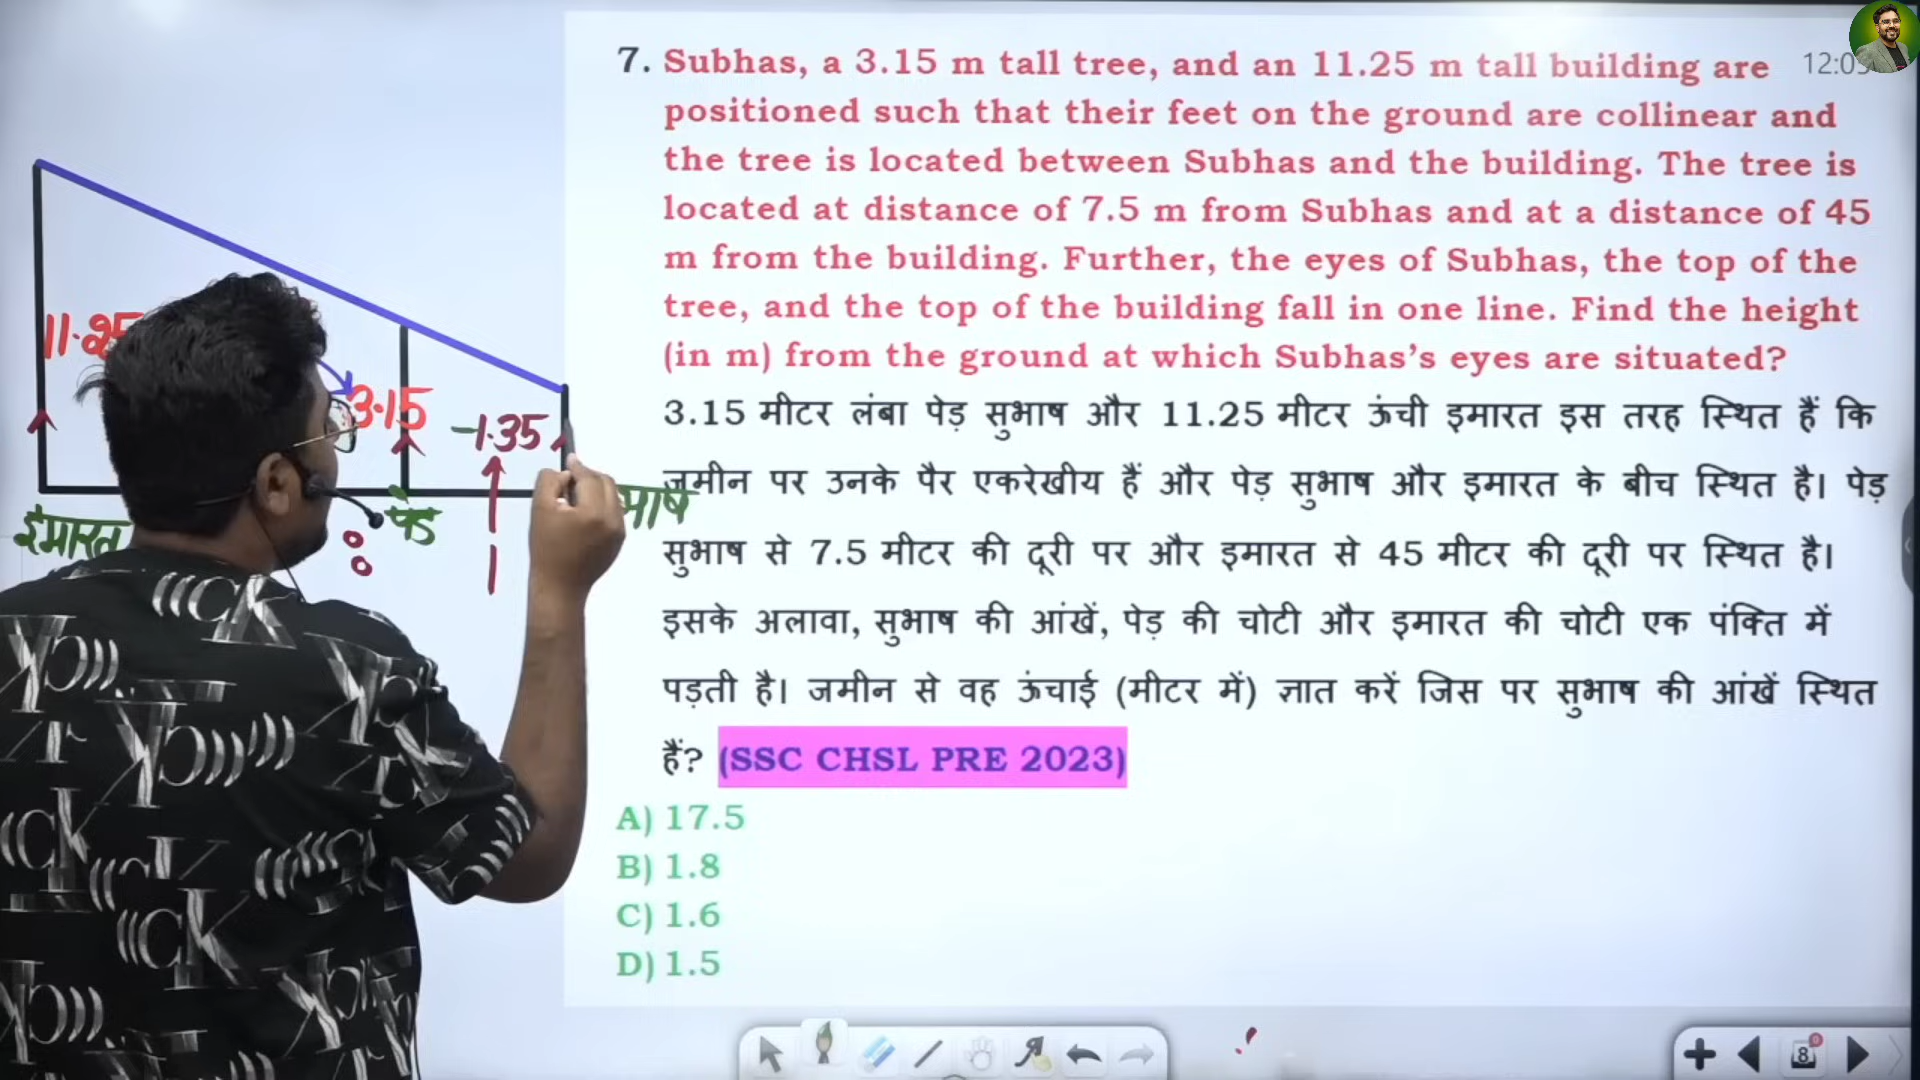 7. Subhas, a 3.15 m tall tree, and an 11.25 m tall building are
positioned such that their feet on the ground are collinear and
the tree is located between Subhas and the building. The tree is
located at distance of 7.5 m from Subhas and at a distance of 45
m from the building. Further, the eyes of Subhas, the top of the
tree, and the top of the building fall in one line. Find the height
(in m) from the ground at which Subhas’s eyes are situated?
3.15 मीटर लंबा पेड़ सुभाष और 11.25 मीटर ऊंची इमारत इस तरह स्थित हैं कि
जमीन पर उनके पैर एकरेखीय हैं और पेड़ सुभाष और इमारत के बीच स्थित है। पेड़
सुभाष से 7.5 मीटर की दूरी पर और इमारत से 45 मीटर की दूरी पर स्थित है।
इसके अलावा, सुभाष की आंखें, पेड़ की चोटी और इमारत की चोटी एक पंक्ति में
पड़ती है। जमीन से वह ऊंचाई (मीटर में) ज्ञात करें जिस पर सुभाष की आंखें स्थित
हैं? (SSC CHSL PRE 2023)
A) 17.5
B) 1.8
C) 1.6
D) 1.5
11.25
3.15
-1.35
इमारत
पेड़
1
8